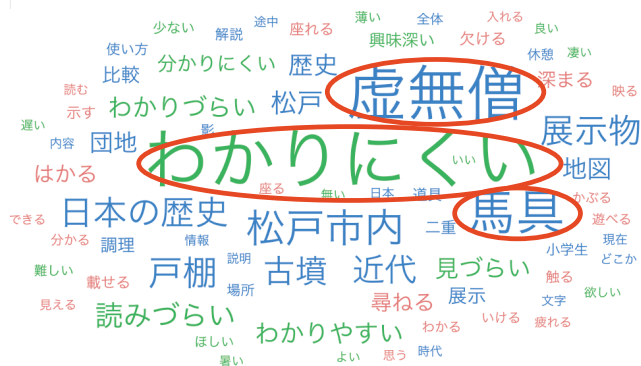 薄い 全体 入れる
少ない 解説 途中 座れる 興味深い 欠ける 良い
使い方 分かりにくい 歴史 休憩 凄い
比較 虚無僧 深まる
読む 映る
示す わかりづらい 松戸
遅い 団地 影 展示物
内容 わかりにくい いい
はかる 地図
座る 無い 日本 道具 かぶる
できる 日本の歴史 松戸市内 二重 馬具 遊べる
分かる 調理 情報 現在
小学生 どこか
難しい 載せる 戸棚 説明 古墳 近代 見づらい 触る
場所 欲しい
見える 読みづらい 尋ねる 展示 文字
わかりやすい わかる いける 疲れる
ほしい
暑い よい 思う 時代